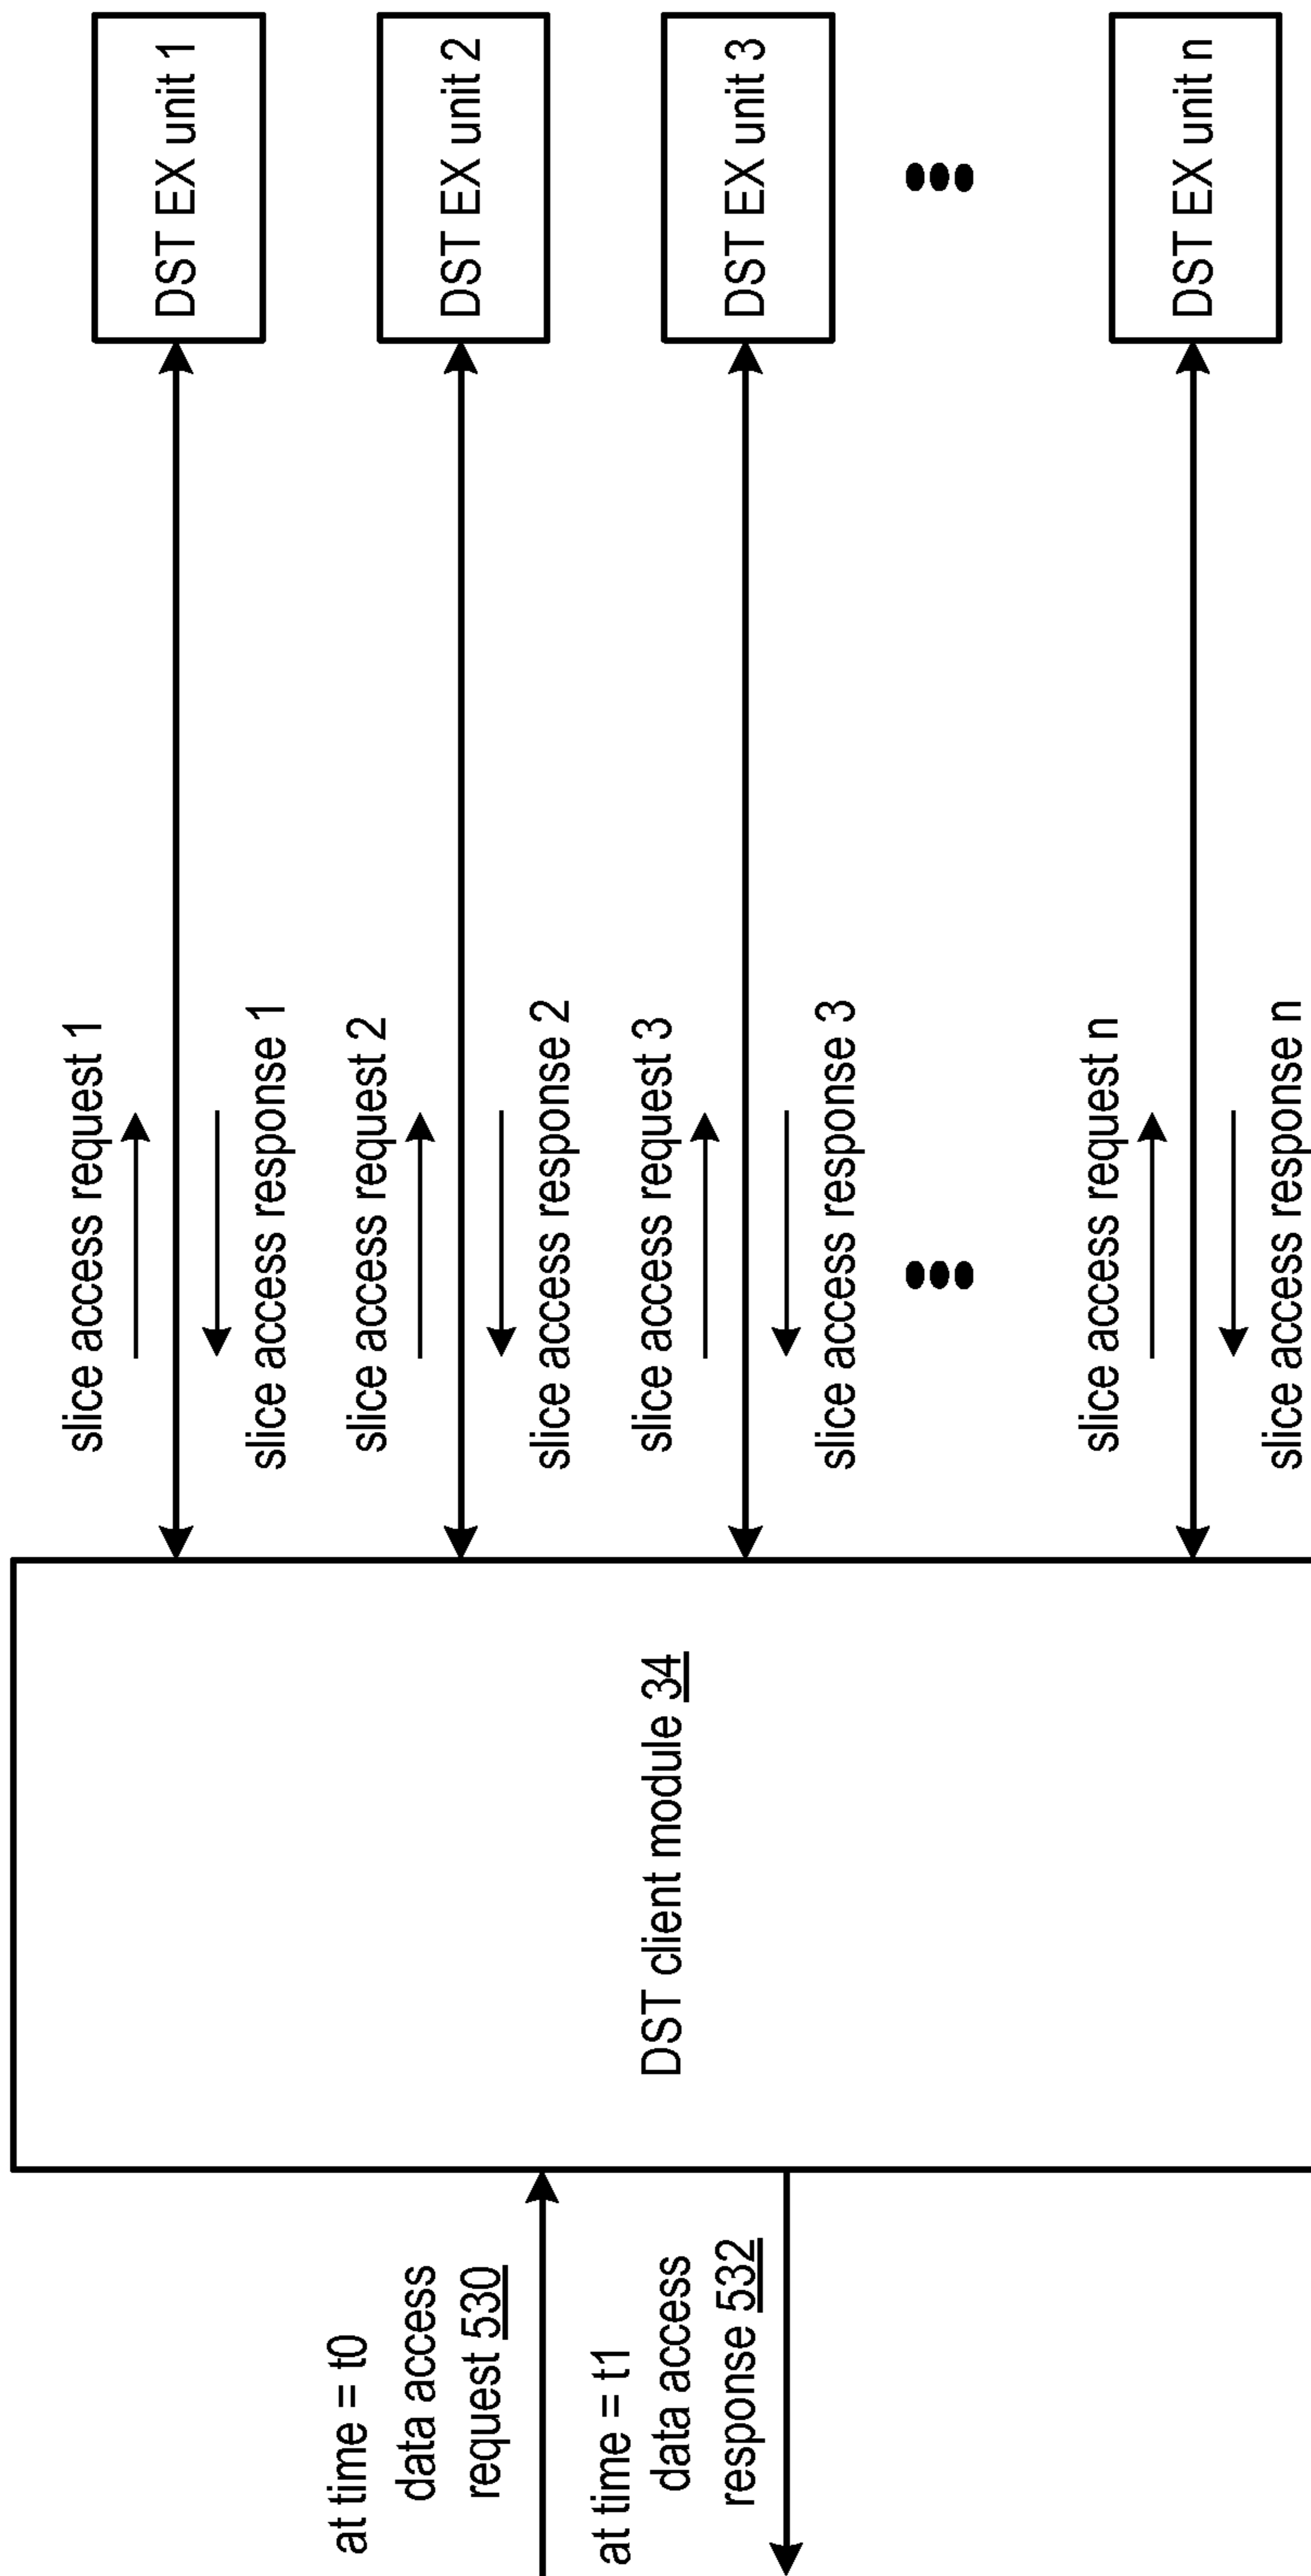 at time = t0
data access
request 530
at time = t1
data access
response 532
DST client module 34
slice access request 1
slice access response 1
slice access request 2
slice access response 2
slice access request 3
slice access response 3
slice access request n
slice access response n
DST EX unit 1
DST EX unit 2
DST EX unit 3
DST EX unit n